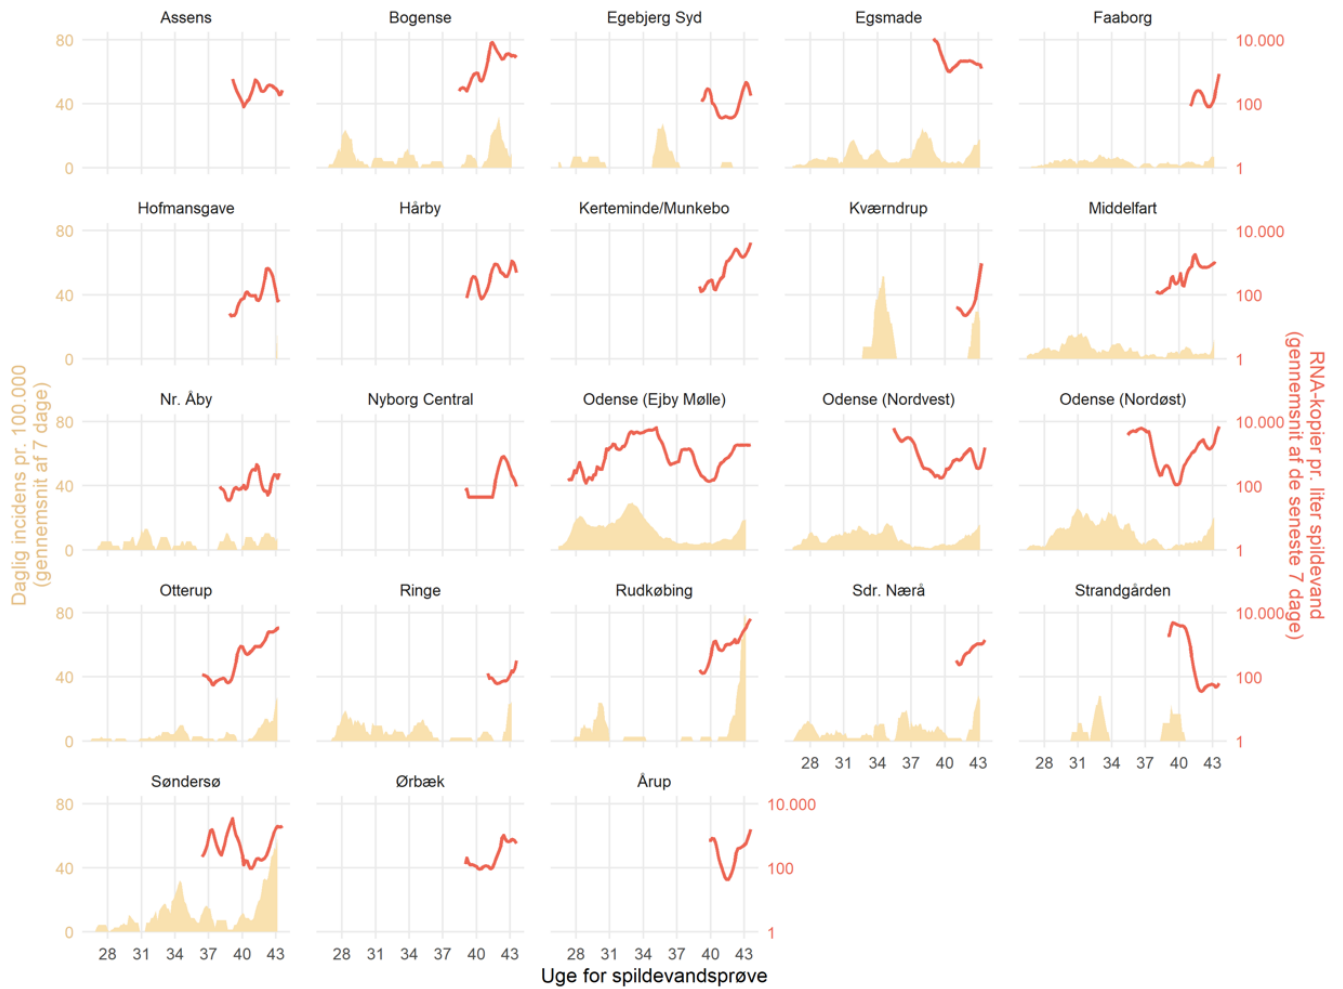 Assens Bogense Egebjerg Syd Egsmade Faaborg
80 10.000
40 100
0 1
Hofmansgave Hårby Kerteminde/Munkebo Kværndrup Middelfart
80 10.000
40 100
0 1
Nr. Åby Nyborg Central Odense (Ejby Mølle) Odense (Nordvest) Odense (Nordøst)
80 10.000
40 100
0 1
Otterup Ringe Rudkøbing Sdr. Nærå Strandgården
80 10.000
40 100
0 1
28 31 34 37 40 43 28 31 34 37 40 43
Søndersø Ørbæk Årup
80 10.000
40 100
0 1
28 31 34 37 40 43 28 31 34 37 40 43 28 31 34 37 40 43
Uge for spildevandsprøve
Daglig incidens pr. 100.000
(gennemsnit af 7 dage)
RNA-kopier pr. liter spildevand
(gennemsnit af de seneste 7 dage)